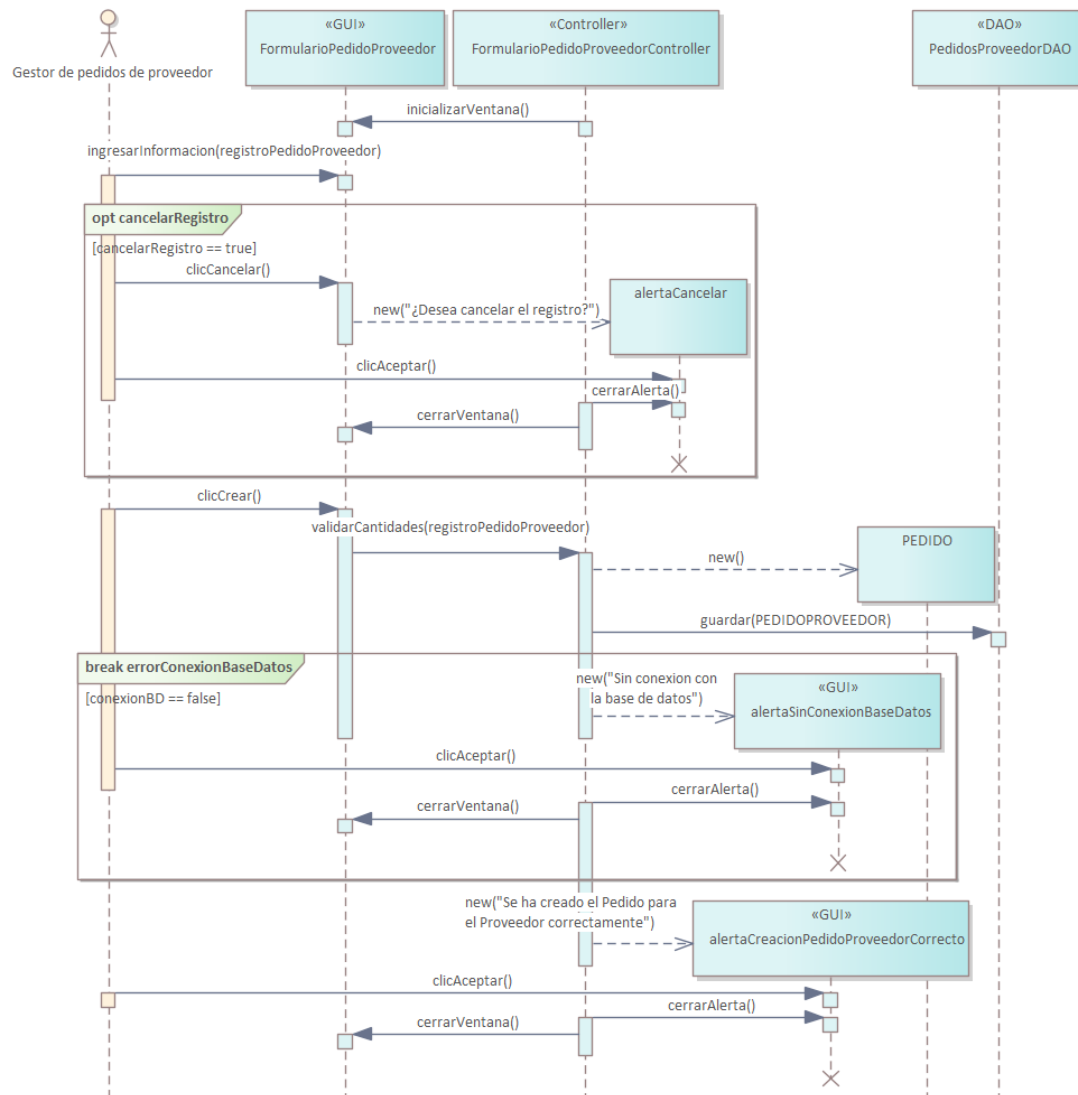 «GUI»
FormularioPedidoProveedor
«Controller»
FormularioPedidoProveedorController
«DAO»
PedidosProveedorDAO
Gestor de pedidos de proveedor
inicializarVentana()
ingresarInformacion(registroPedidoProveedor)
opt cancelarRegistro
[cancelarRegistro == true]
clicCancelar()
alertaCancelar
new("¿Desea cancelar el registro?")
clicAceptar()
cerrarAlerta()
cerrarVentana()
clicCrear()
validarCantidades(registroPedidoProveedor)
PEDIDO
new()
guardar(PEDIDOPROVEEDOR)
break errorConexionBaseDatos
[conexionBD == false]
new("Sin conexion con
la base de datos")
«GUI»
alertaSinConexionBaseDatos
clicAceptar()
cerrarAlerta()
cerrarVentana()
new("Se ha creado el Pedido para
el Proveedor correctamente")
«GUI»
alertaCreacionPedidoProveedorCorrecto
clicAceptar()
cerrarAlerta()
cerrarVentana()